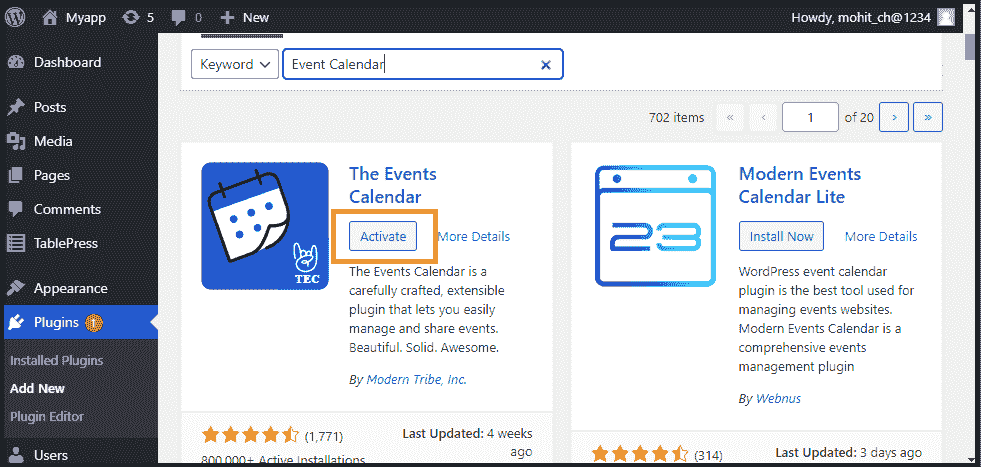 Myapp 5 0 + New Howdy, mohit_ch@1234
Dashboard
Posts
Media
Pages
Comments
TablePress
Appearance
Plugins 1
Installed Plugins
Add New
Plugin Editor
Users
Keyword Event Calendar ×
702 items « ‹ 1 of 20 › »
TEC
The Events
Calendar
Activate More Details
The Events Calendar is a
carefully crafted, extensible
plugin that lets you easily
manage and share events.
Beautiful. Solid. Awesome.
By Modern Tribe, Inc.
(1,771)
Last Updated: 4 weeks
ago
800,000+ Active Installations
23
Modern Events
Calendar Lite
Install Now More Details
WordPress event calendar
plugin is the best tool used for
managing events websites.
Modern Events Calendar is a
comprehensive events
management plugin
By Webnus
(314)
Last Updated: 3 days ago